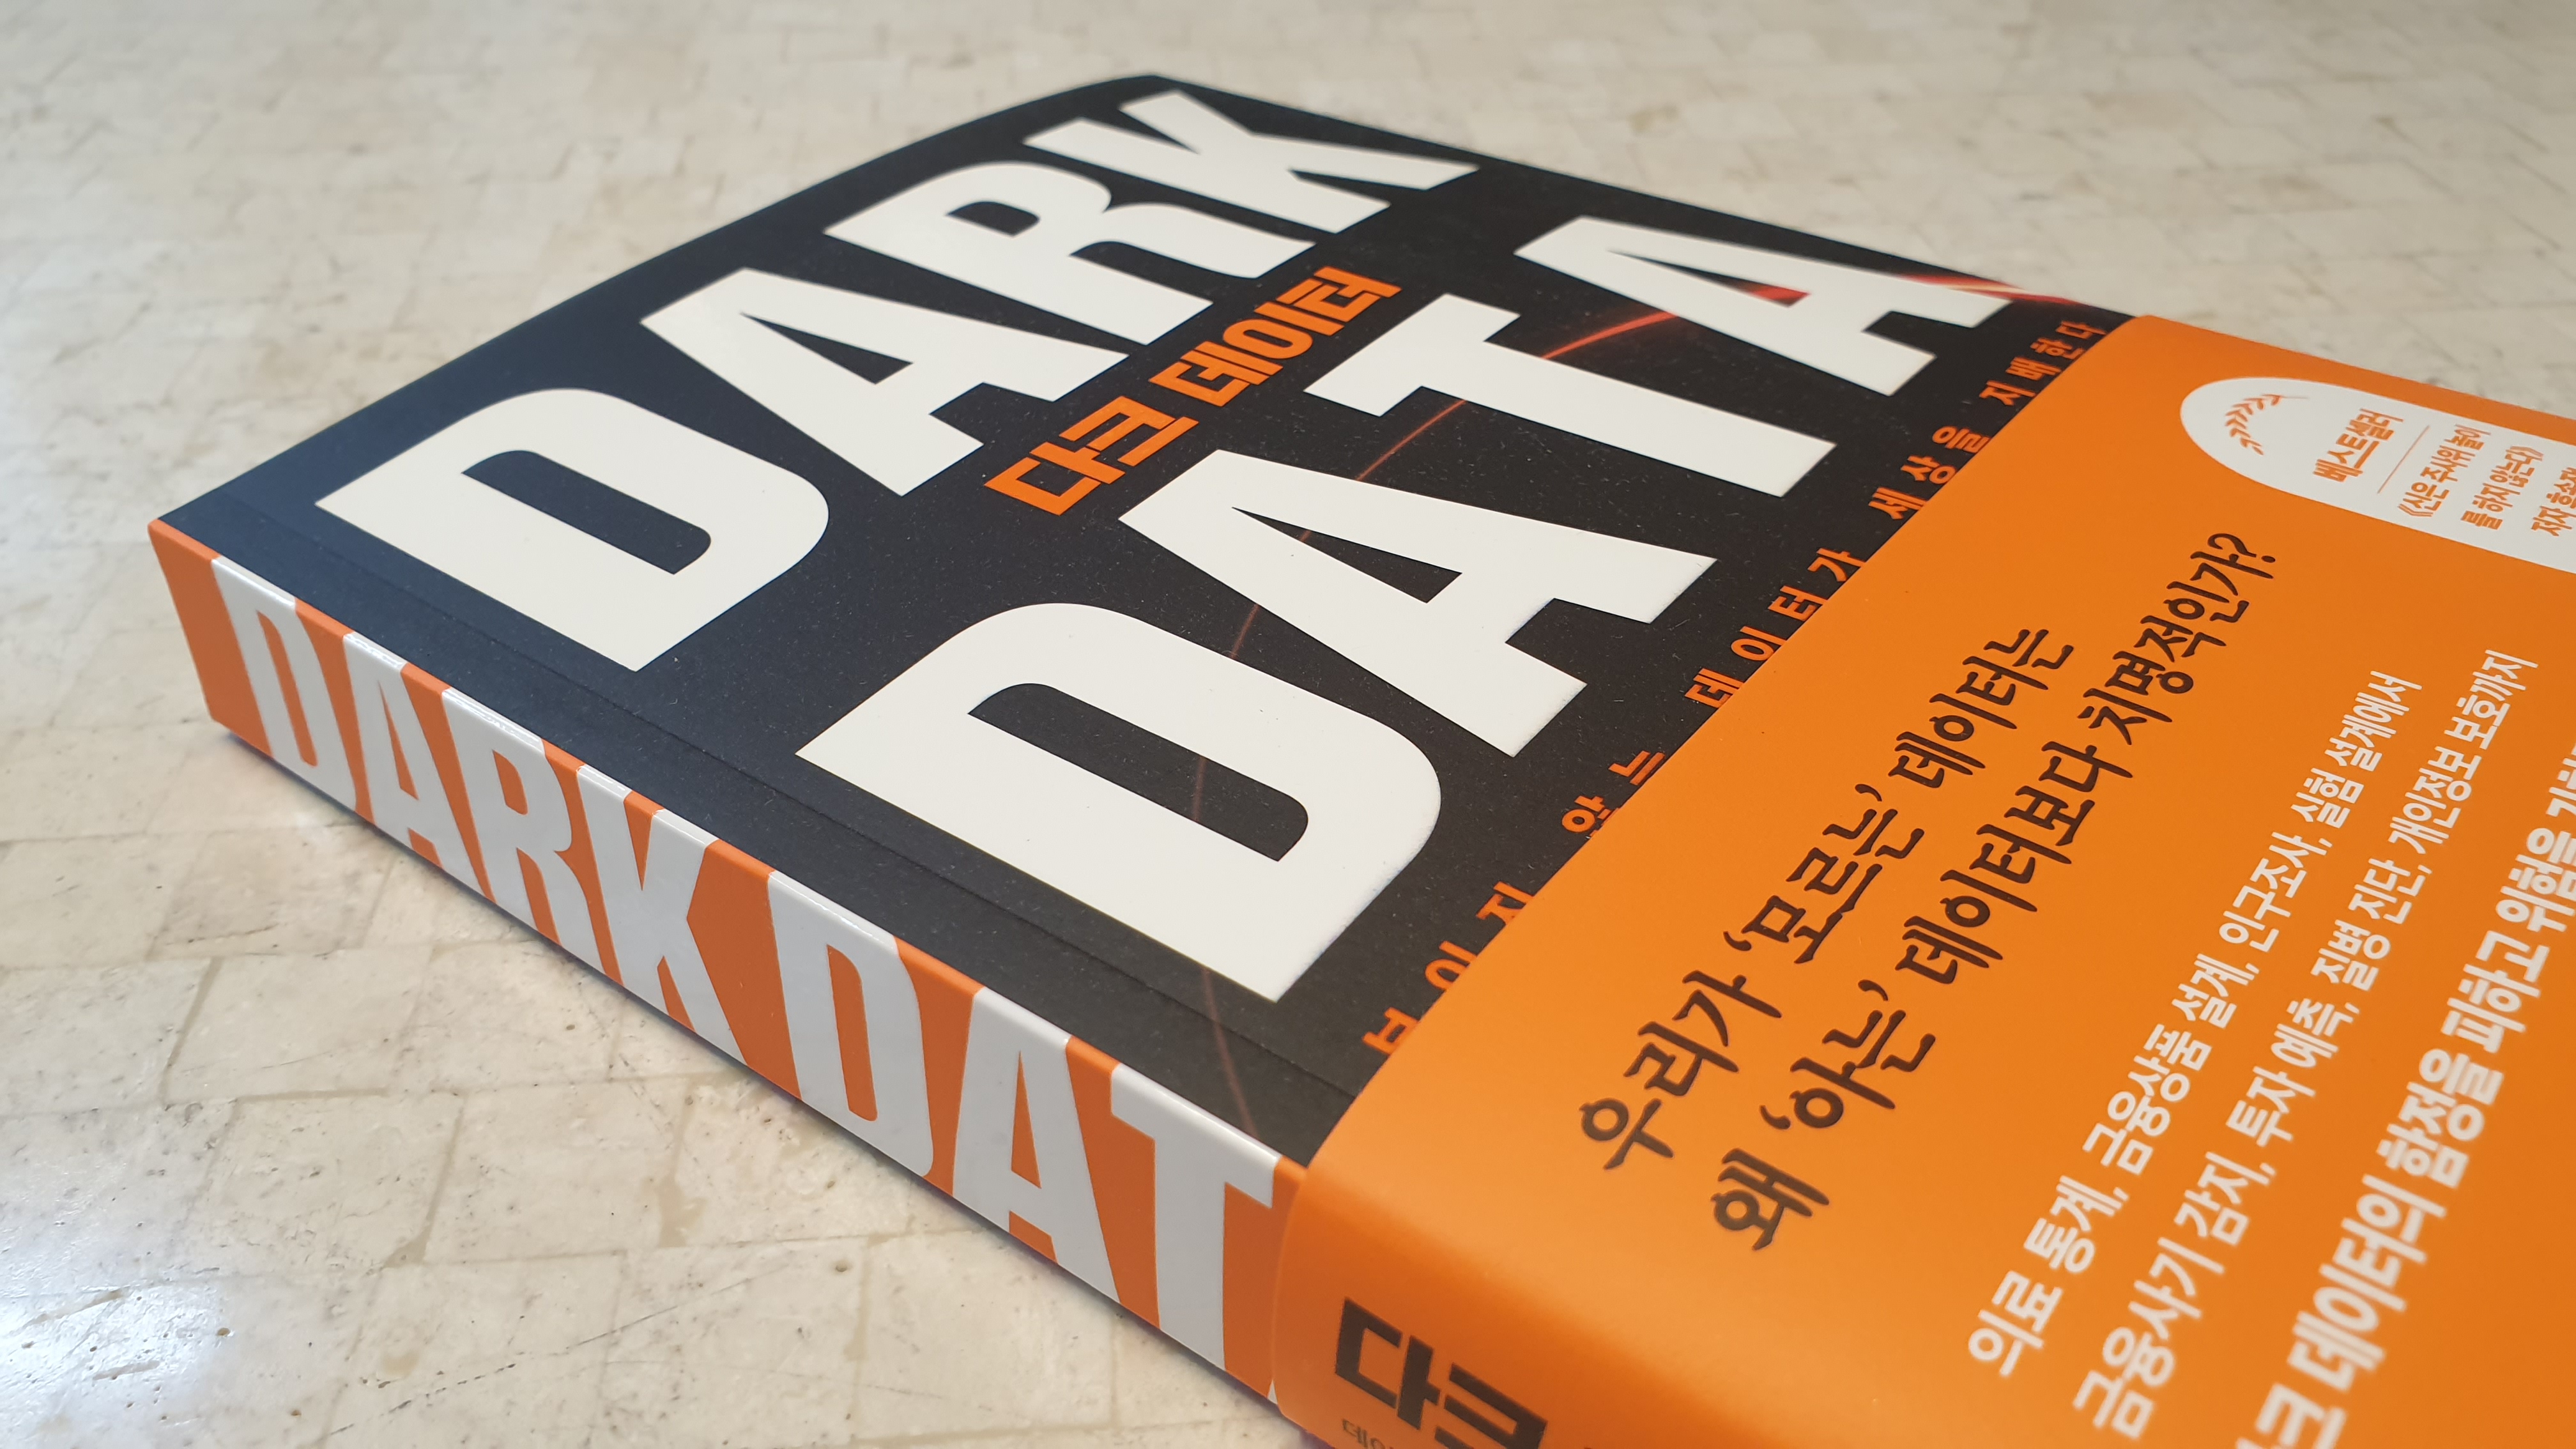 DARK
다크 데이터
DATA
보이지 않는 데이터가 세상을 지배한다
베스트셀러
《신은 주사위 놀이
를 하지 않는다》
저자
우리가 ‘모르는’ 데이터는
왜 ‘아는’ 데이터보다 치명적인가?
의료 통계, 금융상품 설계, 인구조사, 실험 설계에서
금융사기 감지, 투자 예측, 질병 진단, 개인정보 보호까지
데이터의 함정을 피하고 위험을
DARK DAT
다크